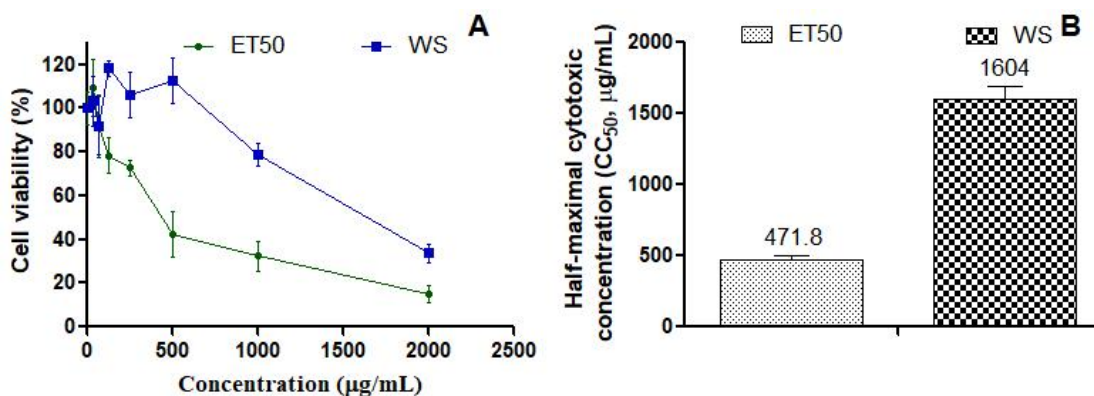 ET50 WS A
Cell viability (%)
120
100
80
60
40
20
0
0 500 1000 1500 2000 2500
Concentration (µg/mL)
ET50 WS B
Half-maximal cytotoxic
concentration (CC50, µg/mL)
2000
1500
1000
500
0
471.8
1604